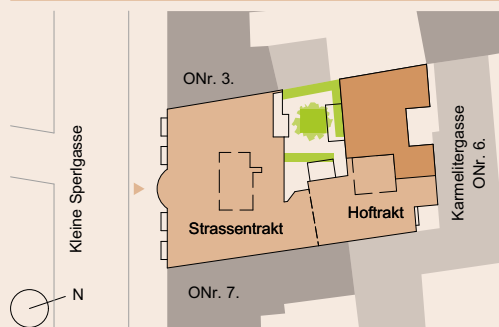 ONr. 3.
Kleine Sperlgasse
Strassentrakt
Hoftrakt
Karmelitergasse
ONr. 6.
N
ONr. 7.